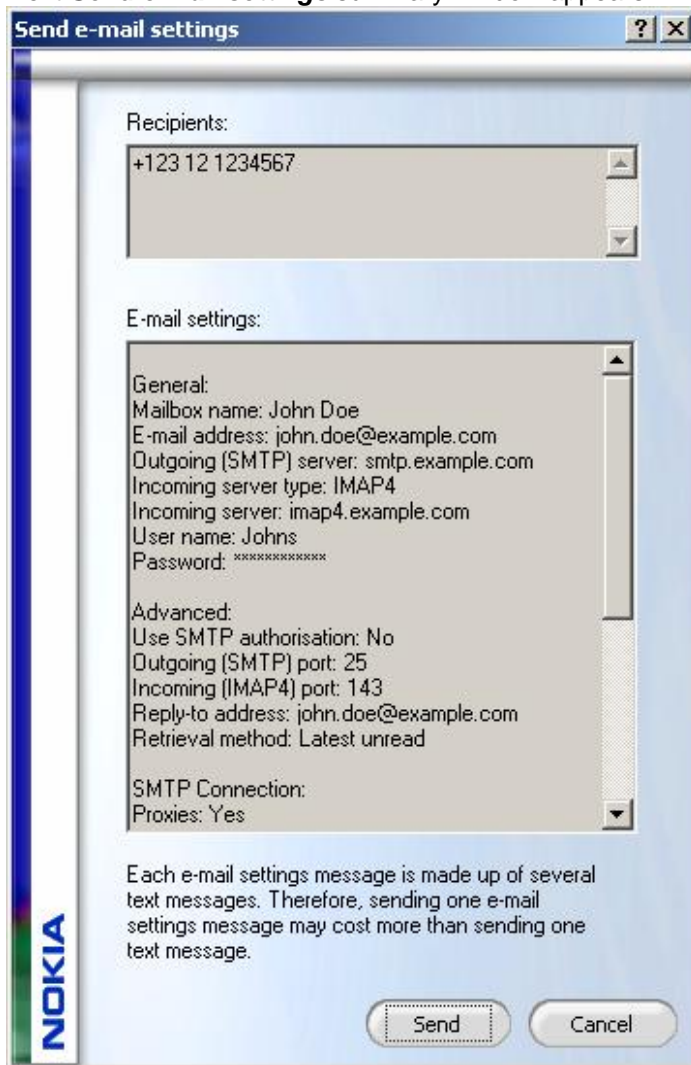 Send e-mail settings
Recipients:
+123 12 1234567
E-mail settings:
General:
Mailbox name: John Doe
E-mail address: john.doe@example.com
Outgoing (SMTP) server: smtp.example.com
Incoming server type: IMAP4
Incoming server: imap4.example.com
User name: Johns
Password: ************
Advanced:
Use SMTP authorisation: No
Outgoing (SMTP) port: 25
Incoming (IMAP4) port: 143
Reply-to address: john.doe@example.com
Retrieval method: Latest unread
SMTP Connection:
Proxies: Yes
Each e-mail settings message is made up of several
text messages. Therefore, sending one e-mail
settings message may cost more than sending one
text message.
NOKIA
Send
Cancel